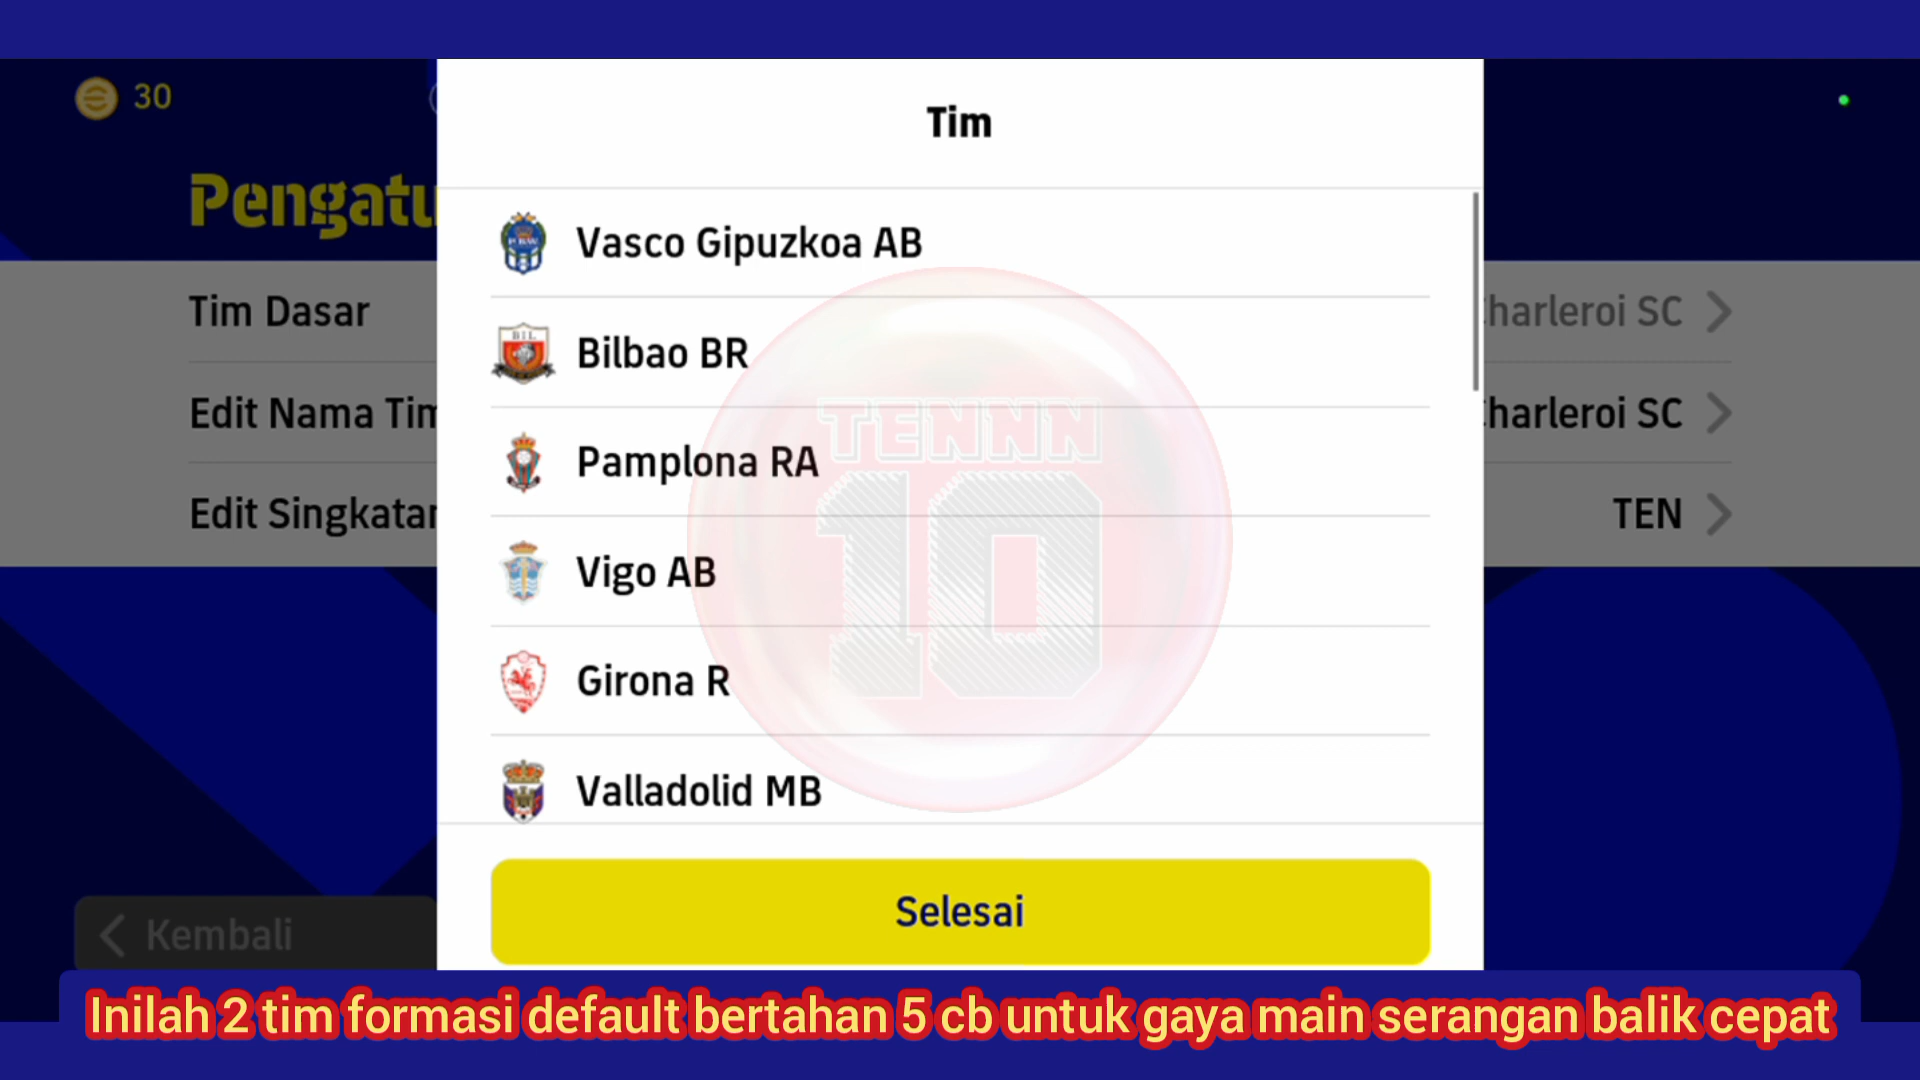 30
Tim
Pengatu
Vasco Gipuzkoa AB
Tim Dasar
harleroi SC
Bilbao BR
Edit Nama Tim
harleroi SC
TENNN
10
Pamplona RA
Edit Singkatan
TEN
Vigo AB
Girona R
Valladolid MB
Selesai
Kembali
Inilah 2 tim formasi default bertahan 5 cb untuk gaya main serangan balik cepat